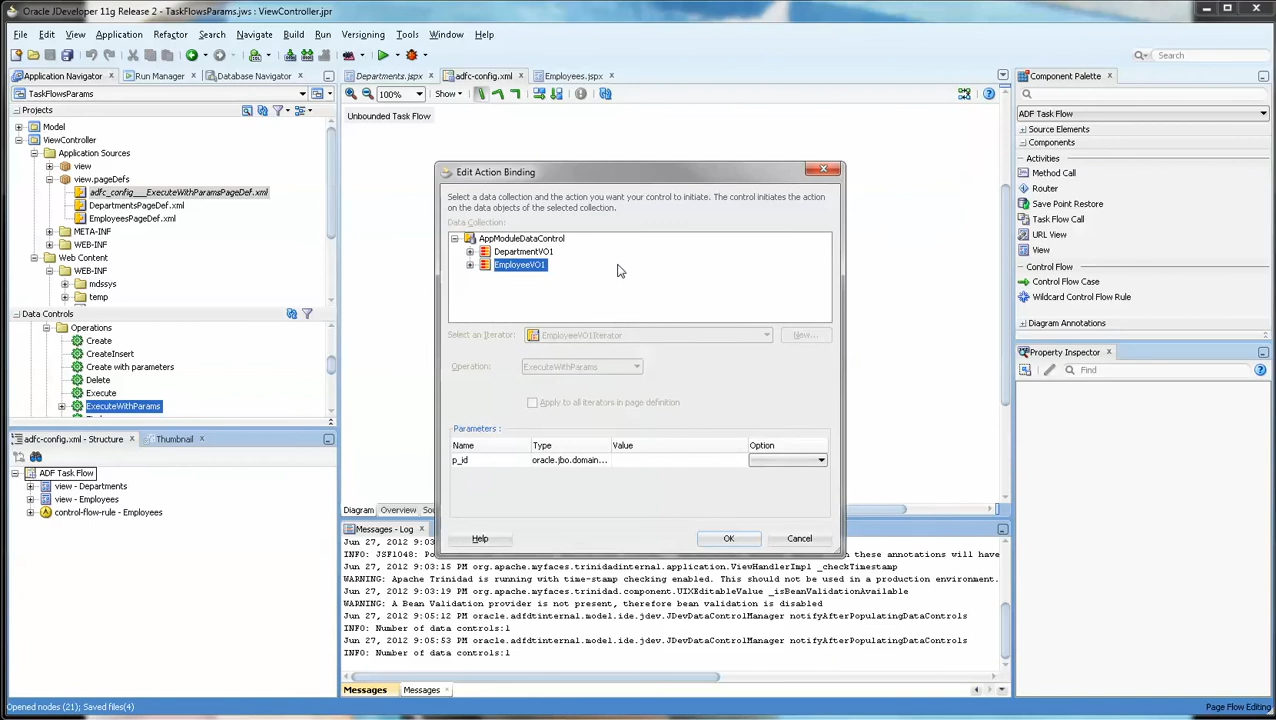 Oracle JDeveloper 11g Release 2 - TaskFlowsParams.jws : ViewController.jpr
File Edit View Application Refactor Search Navigate Build Run Versioning Tools Window Help
Search
Application Navigator Run Manager Database Navigator
TaskFlowsParams
Projects
Model
ViewController
Application Sources
view
view.pageDefs
adfc_config___ExecuteWithParamsPageDef.xml
DepartmentsPageDef.xml
EmployeesPageDef.xml
META-INF
WEB-INF
Web Content
WEB-INF
mdssys
temp
Data Controls
Operations
Create
CreateInsert
Create with parameters
Delete
Execute
ExecuteWithParams
adfc-config.xml - Structure Thumbnail
ADF Task Flow
view - Departments
view - Employees
control-flow-rule - Employees
Departments.jspx adfc-config.xml Employees.jspx
100% Show
Unbounded Task Flow
Edit Action Binding
Select a data collection and the action you want your control to initiate. The control initiates the action
on the data objects of the selected collection.
Data Collection:
AppModuleDataControl
DepartmentVO1
EmployeeVO1
Select an Iterator: EmployeeVO1Iterator New...
Operation: ExecuteWithParams
Apply to all iterators in page definition
Parameters :
Name Type Value Option
p_id oracle.jbo.domain...
Help OK Cancel
Diagram Overview
Messages - Log
INFO: JSF1048: these annotations will have
Jun 27, 2012 9:03:15 PM org.apache.myfaces.trinidadinternal.application.ViewHandlerImpl _checkTimestamp
WARNING: Apache Trinidad is running with time-stamp checking enabled. This should not be used in a production environment.
Jun 27, 2012 9:03:19 PM org.apache.myfaces.trinidad.component.UIXEditableValue _isBeanValidationAvailable
WARNING: A Bean Validation provider is not present, therefore bean validation is disabled
Jun 27, 2012 9:05:12 PM oracle.adfdtinternal.model.ide.jdev.JDevDataControlManager notifyAfterPopulatingDataControls
INFO: Number of data controls:1
Jun 27, 2012 9:05:53 PM oracle.adfdtinternal.model.ide.jdev.JDevDataControlManager notifyAfterPopulatingDataControls
INFO: Number of data controls:1
Messages Messages
Component Palette
ADF Task Flow
Source Elements
Components
Activities
Method Call
Router
Save Point Restore
Task Flow Call
URL View
View
Control Flow
Control Flow Case
Wildcard Control Flow Rule
Diagram Annotations
Property Inspector
Find
Opened nodes (21); Saved files(4)
Page Flow Editing